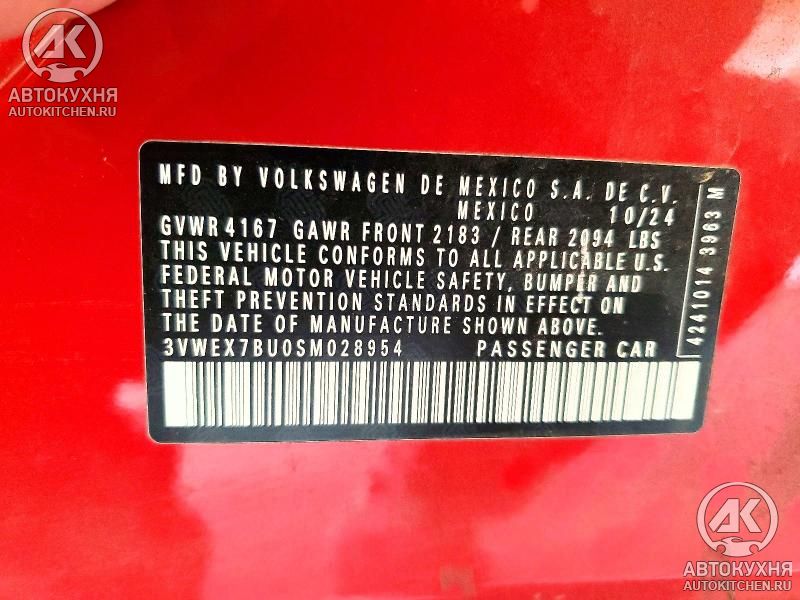 AK
АВТОКУХНЯ
AUTOKITCHEN.RU
MFD BY VOLKSWAGEN DE MEXICO S.A. DE C.V.
MEXICO 10/24
GVWR 4167 GAWR FRONT 2183 / REAR 2094 LBS
THIS VEHICLE CONFORMS TO ALL APPLICABLE U.S.
FEDERAL MOTOR VEHICLE SAFETY, BUMPER AND
THEFT PREVENTION STANDARDS IN EFFECT ON
THE DATE OF MANUFACTURE SHOWN ABOVE.
3VWEX7BU0SM028954 PASSENGER CAR
4241014 3963 M
AK
АВТОКУХНЯ
AUTOKITCHEN.RU